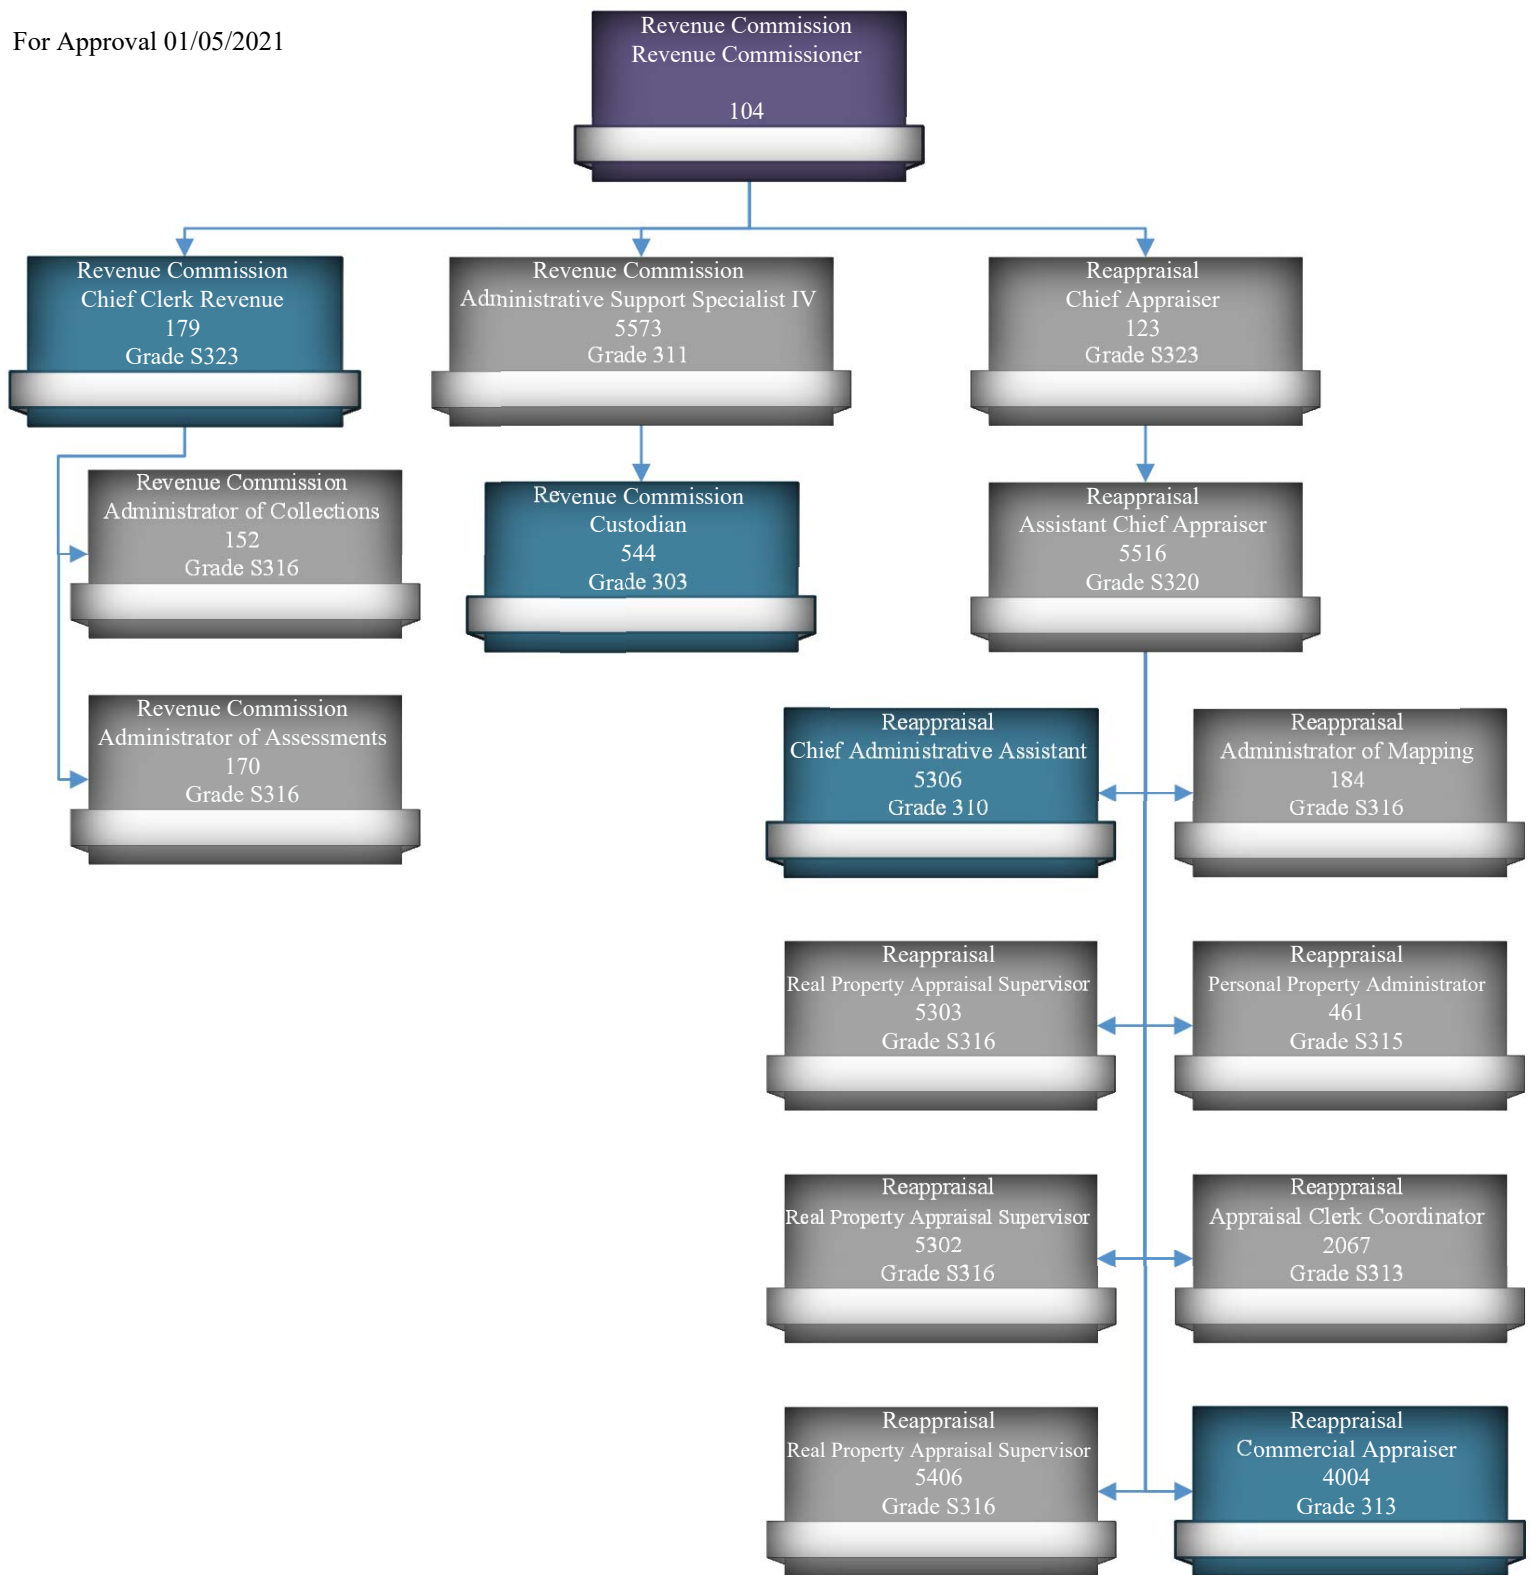 For Approval 01/05/2021
Revenue Commission
Revenue Commissioner
104
Revenue Commission
Chief Clerk Revenue
179
Grade S323
Revenue Commission
Administrative Support Specialist IV
5573
Grade 311
Reappraisal
Chief Appraiser
123
Grade S323
Revenue Commission
Administrator of Collections
152
Grade S316
Revenue Commission
Custodian
544
Grade 303
Reappraisal
Assistant Chief Appraiser
5516
Grade S320
Revenue Commission
Administrator of Assessments
170
Grade S316
Reappraisal
Chief Administrative Assistant
5306
Grade 310
Reappraisal
Administrator of Mapping
184
Grade S316
Reappraisal
Real Property Appraisal Supervisor
5303
Grade S316
Reappraisal
Personal Property Administrator
461
Grade S315
Reappraisal
Real Property Appraisal Supervisor
5302
Grade S316
Reappraisal
Appraisal Clerk Coordinator
2067
Grade S313
Reappraisal
Real Property Appraisal Supervisor
5406
Grade S316
Reappraisal
Commercial Appraiser
4004
Grade 313